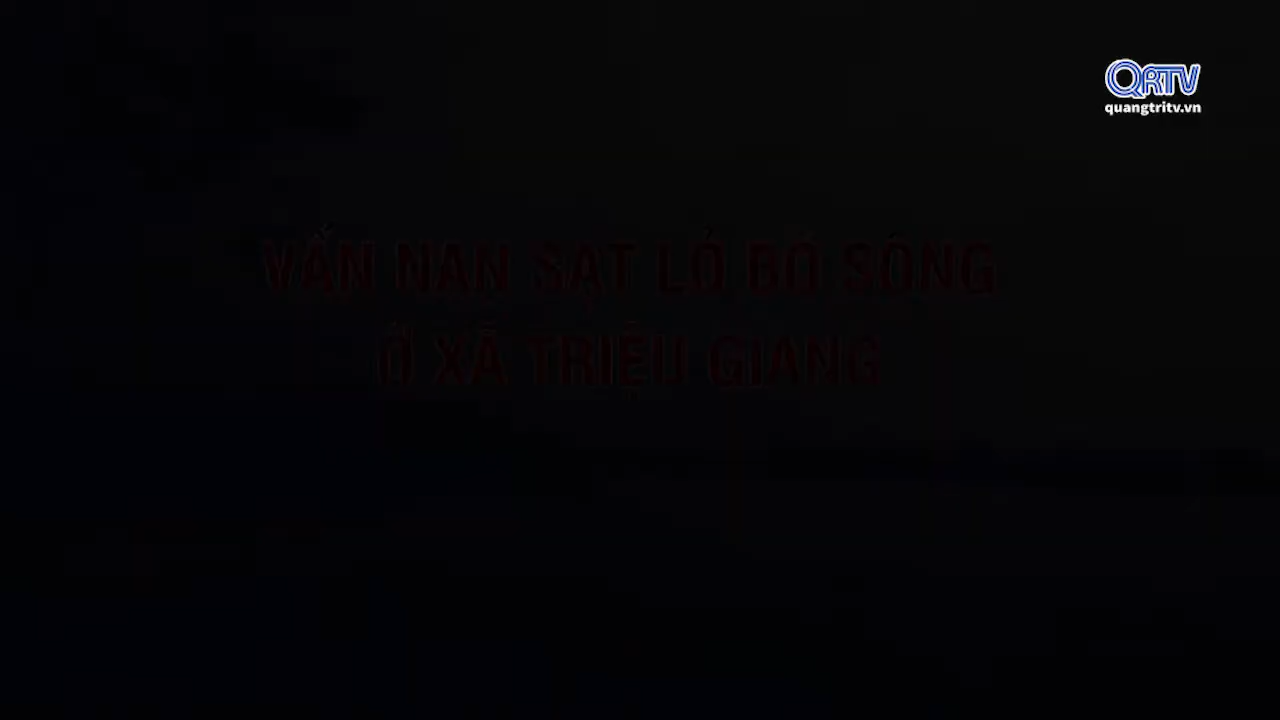 QRTV
quangtritv.vn
VẤN NẠN SẠT LỞ BỜ SÔNG
Ở XÃ TRIỆU GIANG